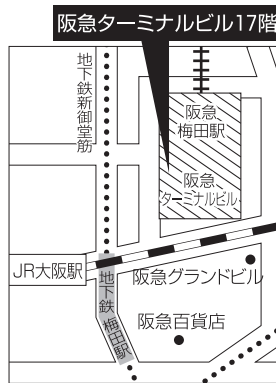 阪急ターミナルビル17階
地下鉄新御堂筋
阪急
梅田駅
阪急
ターミナルビル
JR大阪駅
阪急グランドビル
地下鉄 梅田駅
阪急百貨店